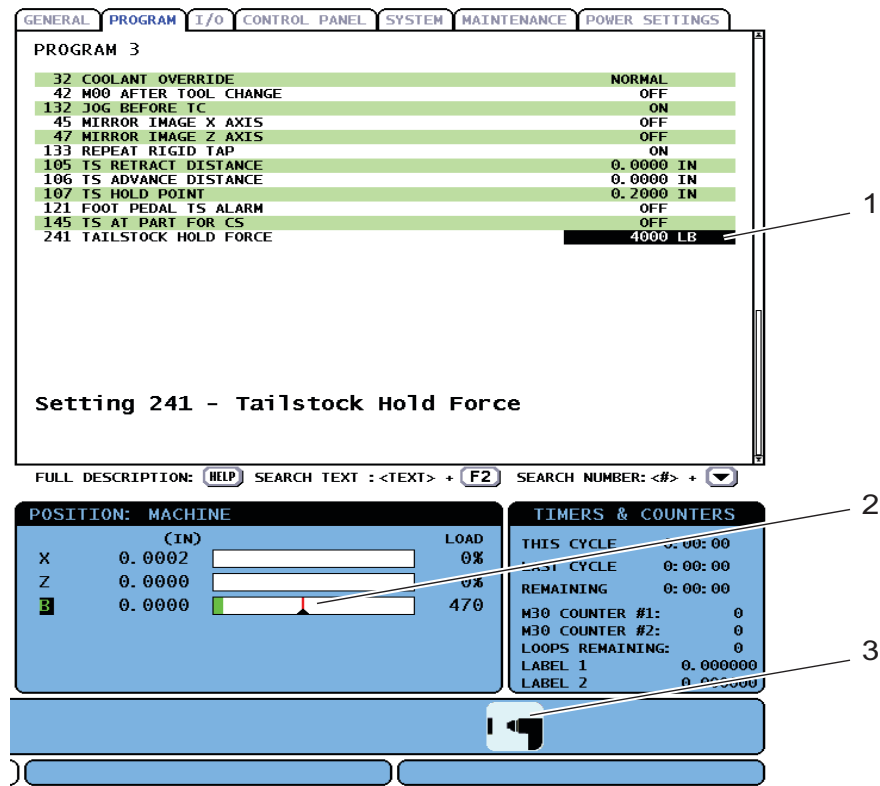 GENERAL PROGRAM I/O CONTROL PANEL SYSTEM MAINTENANCE POWER SETTINGS
PROGRAM 3
32 COOLANT OVERRIDE NORMAL
42 M00 AFTER TOOL CHANGE OFF
132 JOG BEFORE TC ON
45 MIRROR IMAGE X AXIS OFF
47 MIRROR IMAGE Z AXIS OFF
133 REPEAT RIGID TAP ON
105 TS RETRACT DISTANCE 0.0000 IN
106 TS ADVANCE DISTANCE 0.0000 IN
107 TS HOLD POINT 0.2000 IN
121 FOOT PEDAL TS ALARM OFF
145 TS AT PART FOR CS OFF
241 TAILSTOCK HOLD FORCE 4000 LB
1
Setting 241 - Tailstock Hold Force
FULL DESCRIPTION: HELP SEARCH TEXT :<TEXT> + F2 SEARCH NUMBER:<#> +
POSITION: MACHINE
(IN) LOAD
X 0.0002 0%
Z 0.0000 0%
B 0.0000 470
TIMERS & COUNTERS
THIS CYCLE 0:00:00
LAST CYCLE 0:00:00
REMAINING 0:00:00
M30 COUNTER #1: 0
M30 COUNTER #2: 0
LOOPS REMAINING: 0
LABEL 1 0.000000
LABEL 2 0.000000
2
3